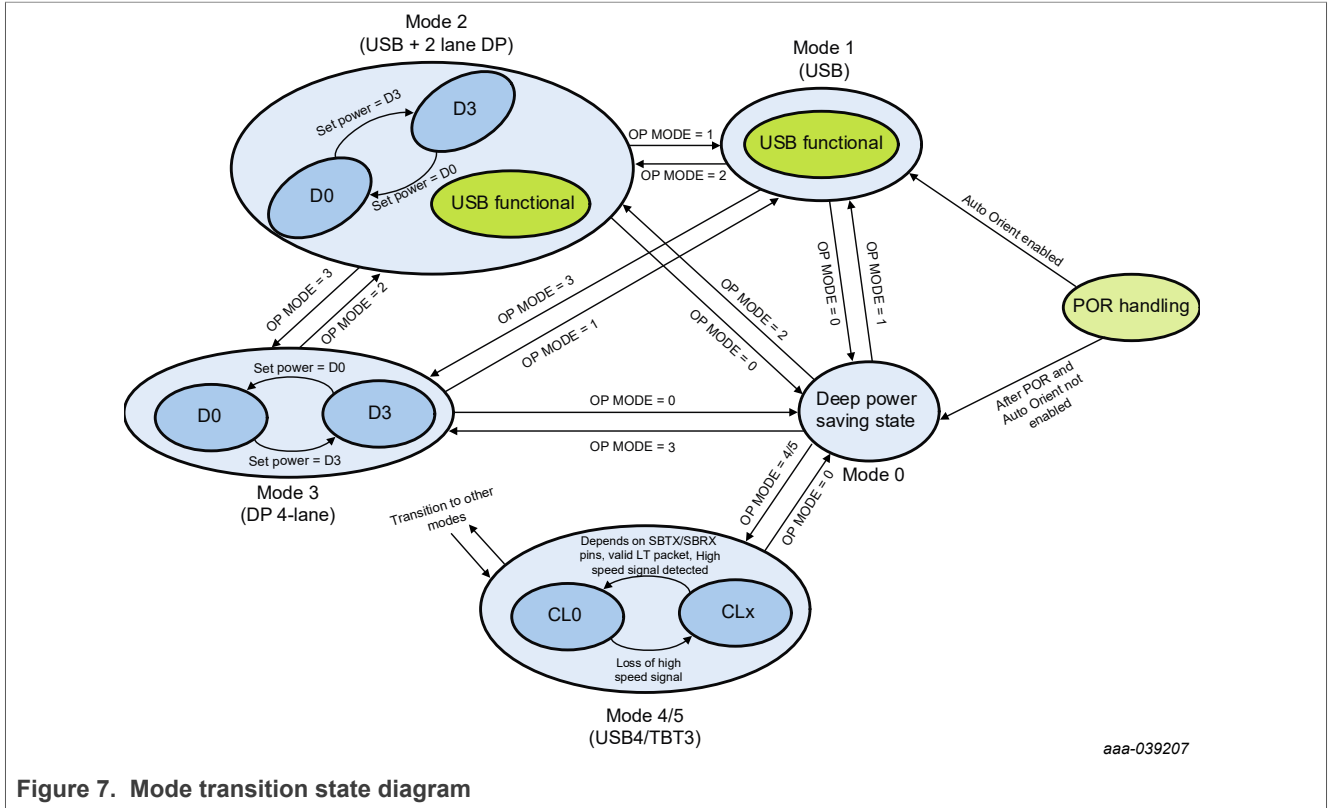 Mode 2
(USB + 2 lane DP)
Mode 1
(USB)
Set power = D3
D3
D0
Set power = D0
USB functional
OP MODE = 1
OP MODE = 2
USB functional
Auto Orient enabled
POR handling
After POR and
Auto Orient not
enabled
OP MODE = 3
OP MODE = 2
OP MODE = 3
OP MODE = 1
OP MODE = 2
OP MODE = 0
OP MODE = 0
OP MODE = 1
Set power = D0
D0
D3
Set power = D3
Mode 3
(DP 4-lane)
OP MODE = 0
OP MODE = 3
Deep power
saving state
Mode 0
OP MODE = 4/5
OP MODE = 0
Transition to other
modes
Depends on SBTX/SBRX
pins, valid LT packet, High
speed signal detected
CL0
CLx
Loss of high
speed signal
Mode 4/5
(USB4/TBT3)
aaa-039207
Figure 7. Mode transition state diagram